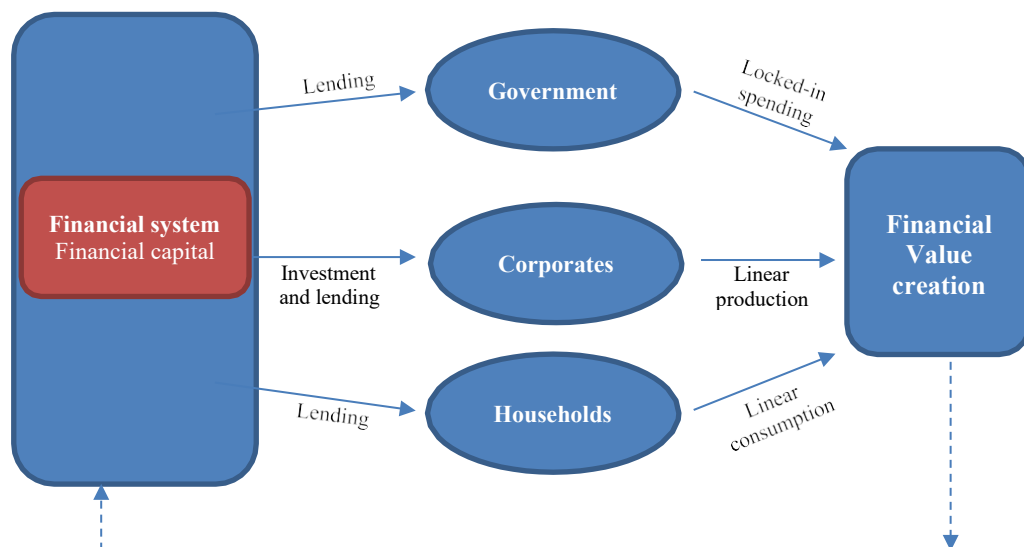 Lending
Government
Locked-in
spending
Financial system
Financial capital
Investment
and lending
Corporates
Linear
production
Financial
Value
creation
Lending
Households
Linear
consumption